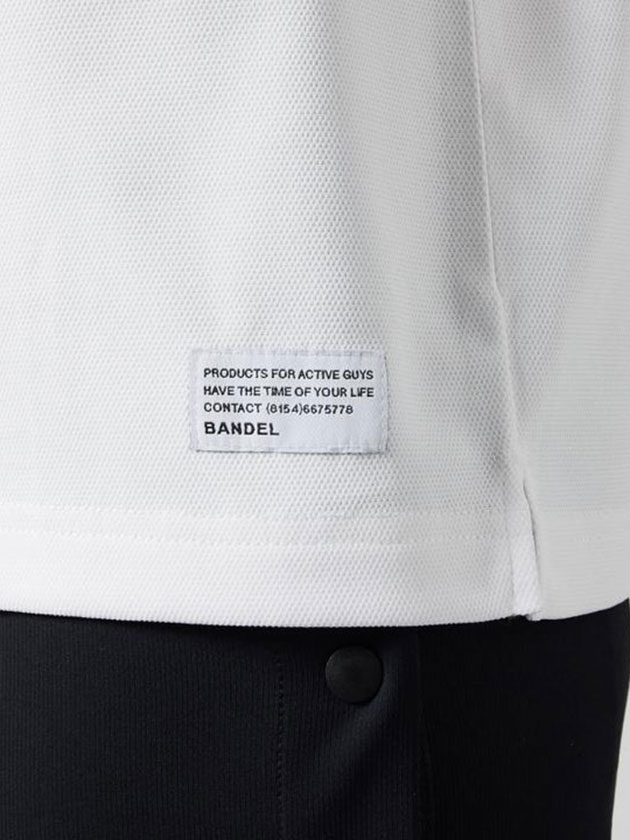 PRODUCTS FOR ACTIVE GUYS
HAVE THE TIME OF YOUR LIFE
CONTACT (8154)6675778
BANDEL